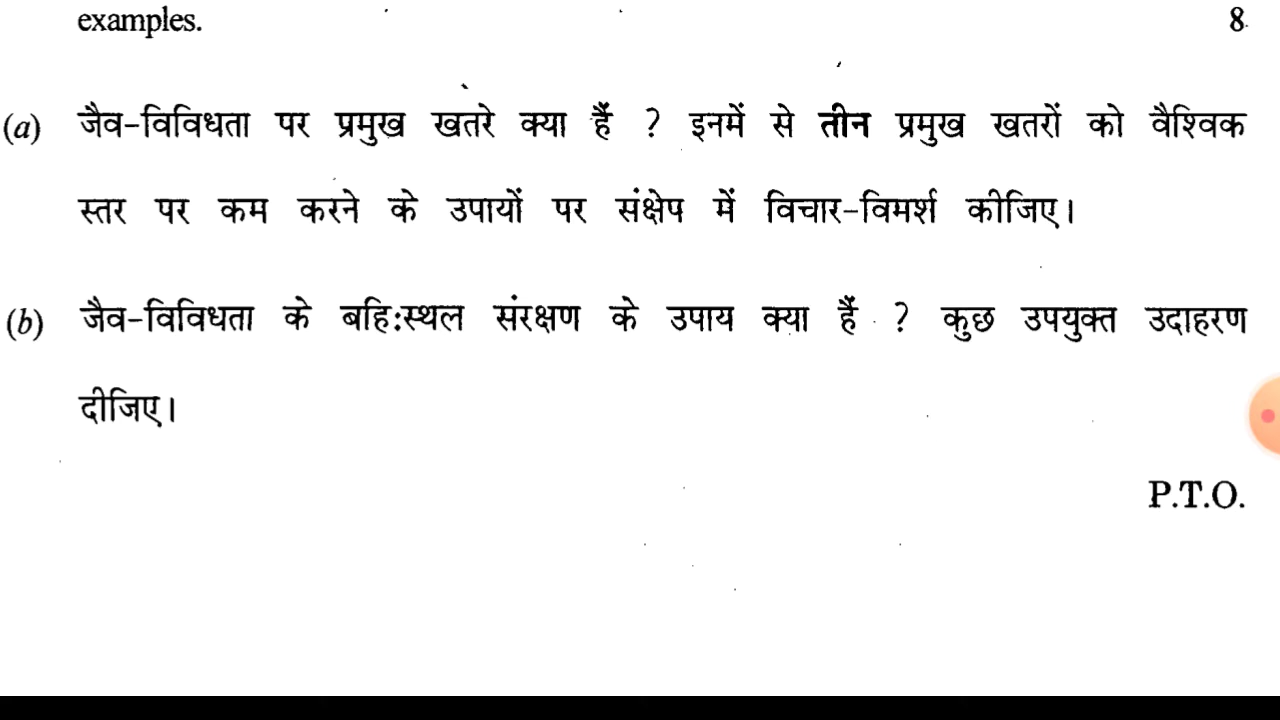 examples. 8
(a) जैव-विविधता पर प्रमुख खतरे क्या हैं ? इनमें से तीन प्रमुख खतरों को वैश्विक
स्तर पर कम करने के उपायों पर संक्षेप में विचार-विमर्श कीजिए।
(b) जैव-विविधता के बहि:स्थल संरक्षण के उपाय क्या हैं ? कुछ उपयुक्त उदाहरण
दीजिए।
P.T.O.